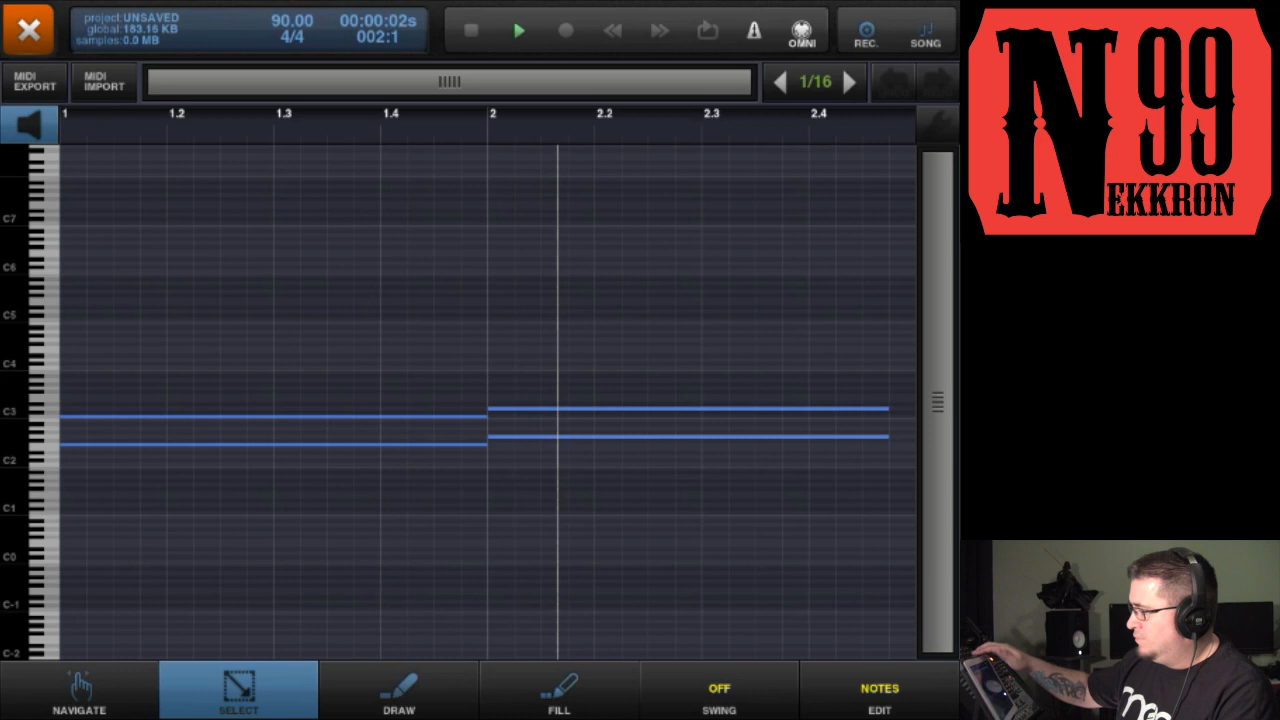 project:UNSAVED
global:183.16 KB
samples:0.0 MB
90.00
4/4
00:00:02s
002:1
OMNI
REC.
SONG
MIDI EXPORT
MIDI IMPORT
1/16
1
1.2
1.3
1.4
2
2.2
2.3
2.4
C7
C6
C5
C4
C3
C2
C1
C0
C-1
C-2
NAVIGATE
SELECT
DRAW
FILL
OFF
SWING
NOTES
EDIT
N99
NEKKRON